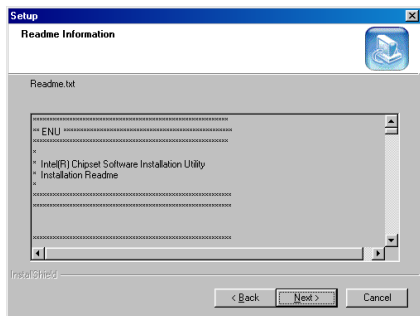 Setup
Readme Information
Readme.txt
** ENU **************************************************
*
* Intel(R) Chipset Software Installation Utility
* Installation Readme
*
InstallShield
< Back
Next >
Cancel